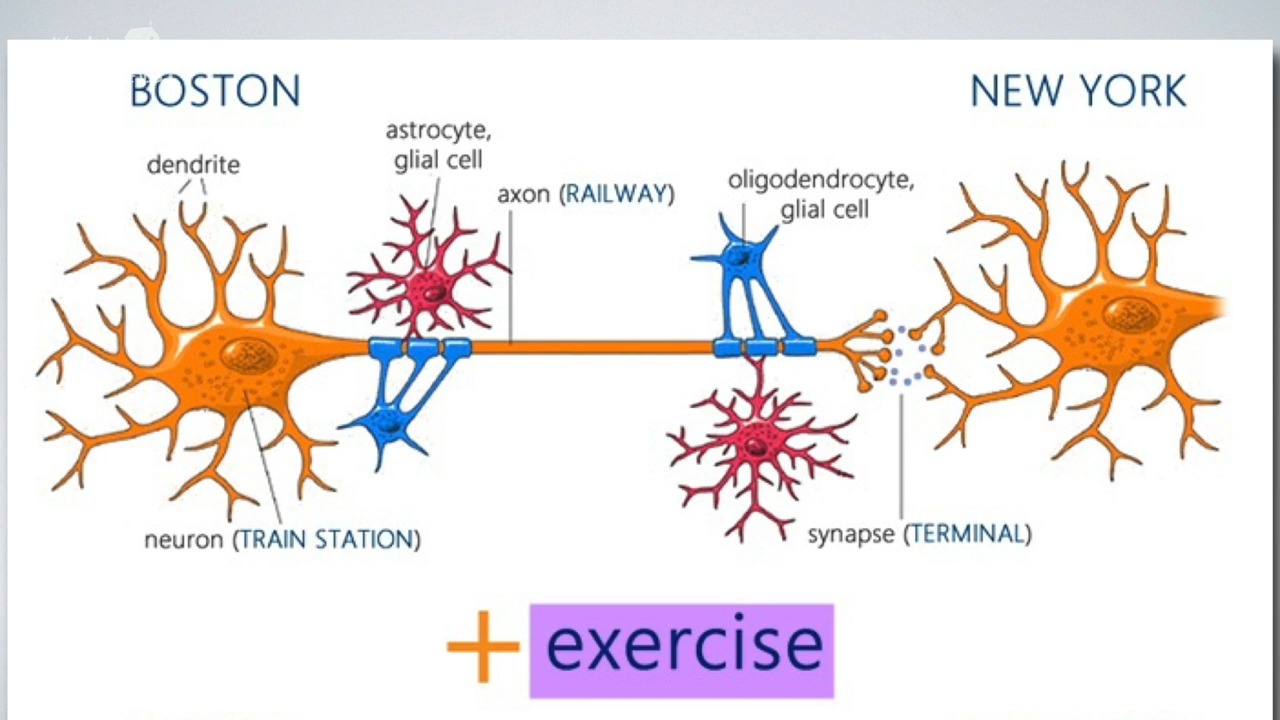 BOSTON
NEW YORK
astrocyte,
glial cell
dendrite
axon (RAILWAY)
oligodendrocyte,
glial cell
neuron (TRAIN STATION)
synapse (TERMINAL)
+ exercise